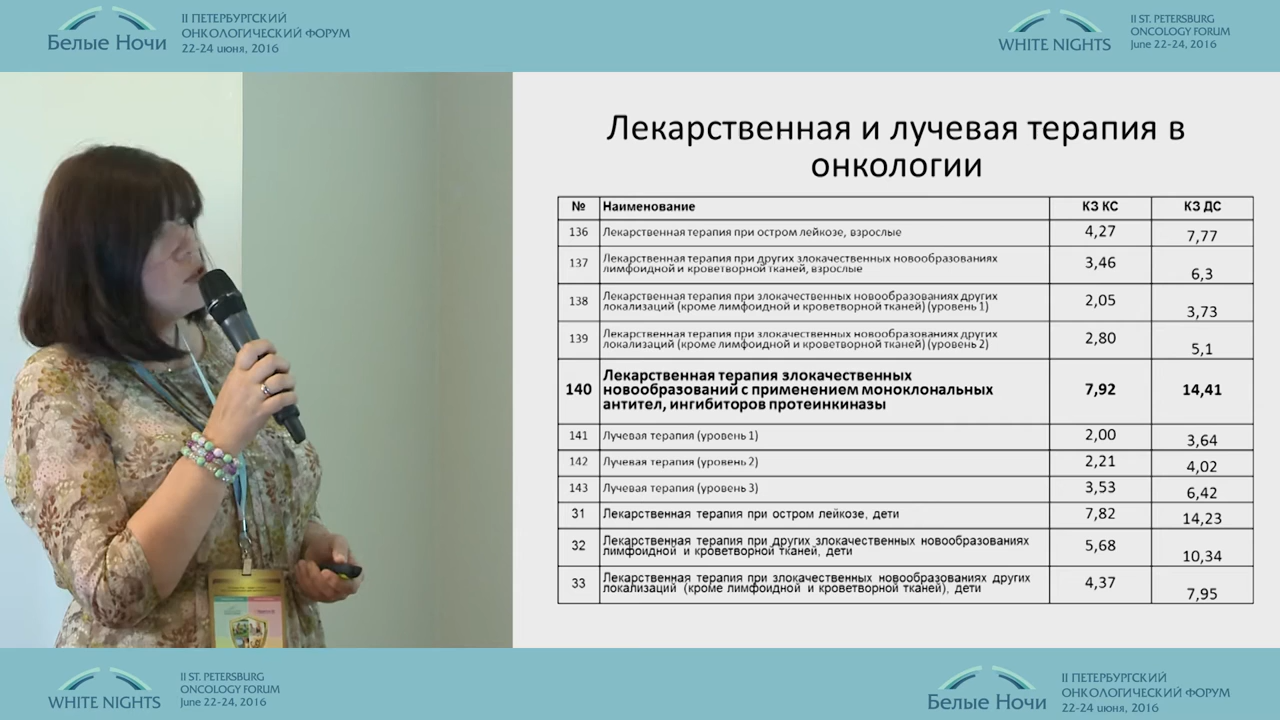 Белые Ночи
II ПЕТЕРБУРГСКИЙ
ОНКОЛОГИЧЕСКИЙ ФОРУМ
22-24 июня, 2016
WHITE NIGHTS
II ST. PETERSBURG
ONCOLOGY FORUM
June 22-24, 2016
Лекарственная и лучевая терапия в
онкологии
№ Наименование КЗ КС КЗ ДС
136 Лекарственная терапия при остром лейкозе, взрослые 4,27 7,77
137 Лекарственная терапия при других злокачественных новообразованиях
лимфоидной и кроветворной тканей, взрослые 3,46 6,3
138 Лекарственная терапия при злокачественных новообразованиях других
локализаций (кроме лимфоидной и кроветворной тканей) (уровень 1) 2,05 3,73
139 Лекарственная терапия при злокачественных новообразованиях других
локализаций (кроме лимфоидной и кроветворной тканей) (уровень 2) 2,80 5,1
140 Лекарственная терапия злокачественных
новообразований с применением моноклональных
антител, ингибиторов протеинкиназы 7,92 14,41
141 Лучевая терапия (уровень 1) 2,00 3,64
142 Лучевая терапия (уровень 2) 2,21 4,02
143 Лучевая терапия (уровень 3) 3,53 6,42
31 Лекарственная терапия при остром лейкозе, дети 7,82 14,23
32 Лекарственная терапия при других злокачественных новообразованиях
лимфоидной и кроветворной тканей, дети 5,68 10,34
33 Лекарственная терапия при злокачественных новообразованиях других
локализаций (кроме лимфоидной и кроветворной тканей), дети 4,37 7,95
WHITE NIGHTS
II ST. PETERSBURG
ONCOLOGY FORUM
June 22-24, 2016
Белые Ночи
II ПЕТЕРБУРГСКИЙ
ОНКОЛОГИЧЕСКИЙ ФОРУМ
22-24 июня, 2016